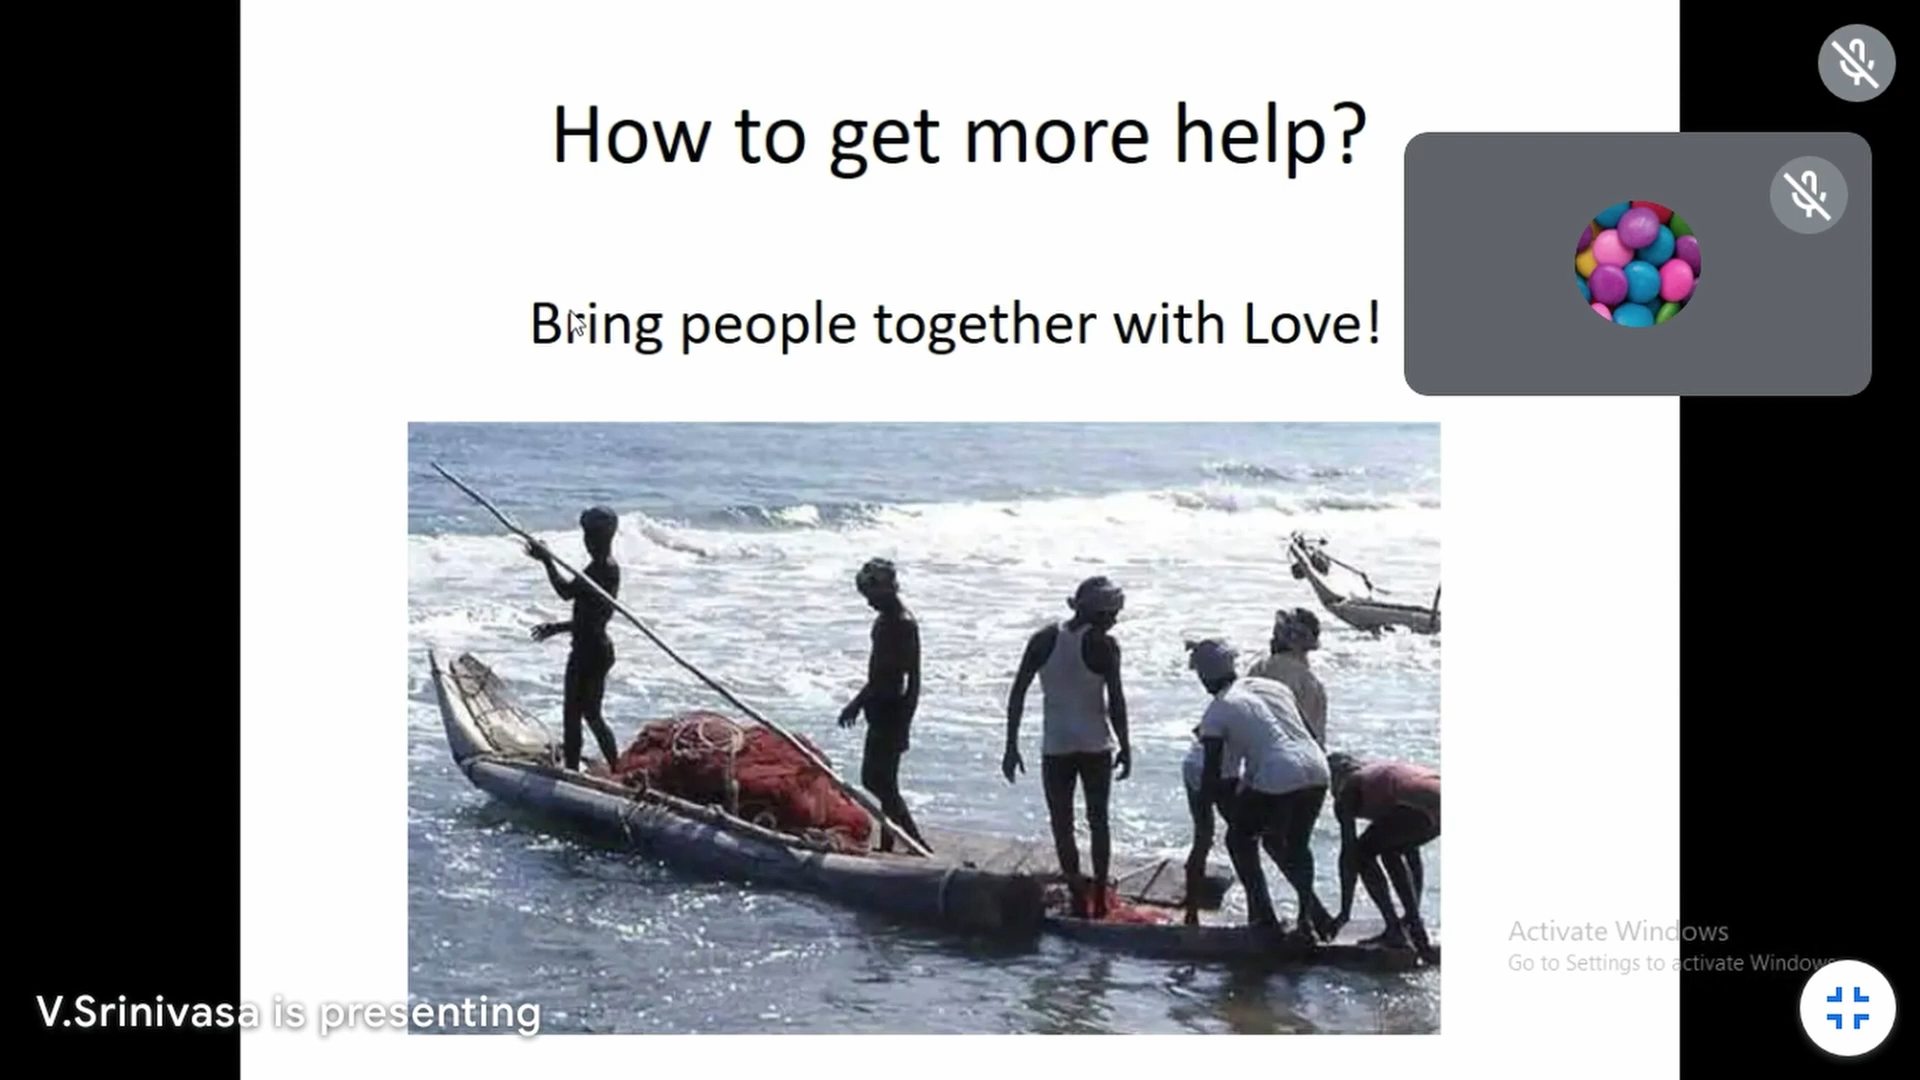 How to get more help?
Bring people together with Love!
Activate Windows
Go to Settings to activate Windows.
V.Srinivasa is presenting